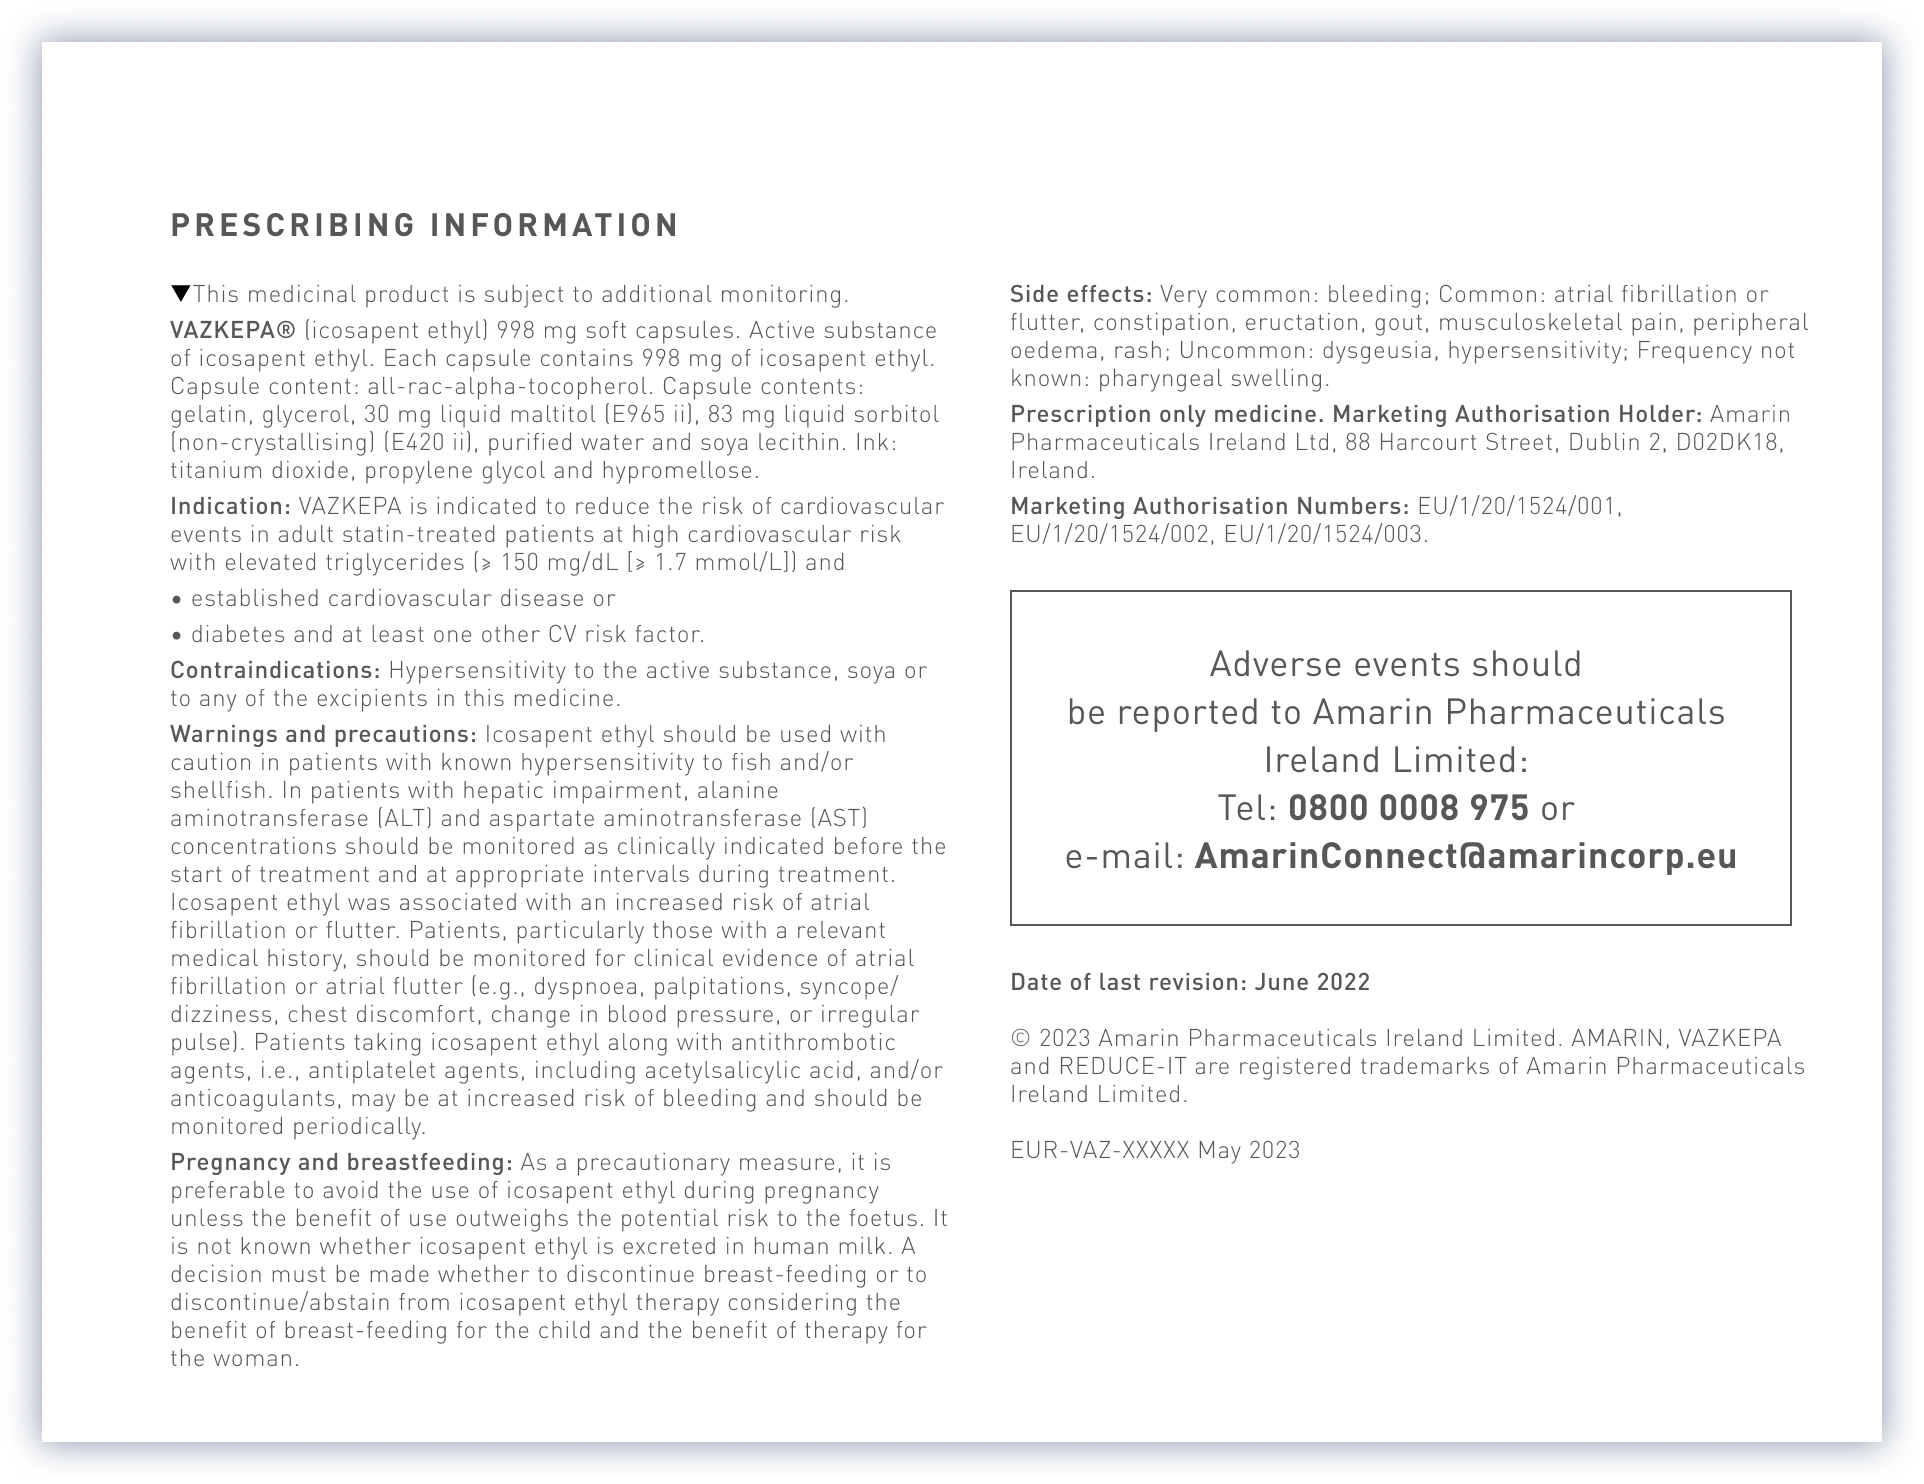 PRESCRIBING INFORMATION
▼This medicinal product is subject to additional monitoring.
VAZKEPA® (icosapent ethyl) 998 mg soft capsules. Active substance
of icosapent ethyl. Each capsule contains 998 mg of icosapent ethyl.
Capsule content: all-rac-alpha-tocopherol. Capsule contents:
gelatin, glycerol, 30 mg liquid maltitol (E965 ii), 83 mg liquid sorbitol
(non-crystallising) (E420 ii), purified water and soya lecithin. Ink:
titanium dioxide, propylene glycol and hypromellose.
Indication: VAZKEPA is indicated to reduce the risk of cardiovascular
events in adult statin-treated patients at high cardiovascular risk
with elevated triglycerides (⩾ 150 mg/dL [⩾ 1.7 mmol/L]) and
• established cardiovascular disease or
• diabetes and at least one other CV risk factor.
Contraindications: Hypersensitivity to the active substance, soya or
to any of the excipients in this medicine.
Warnings and precautions: Icosapent ethyl should be used with
caution in patients with known hypersensitivity to fish and/or
shellfish. In patients with hepatic impairment, alanine
aminotransferase (ALT) and aspartate aminotransferase (AST)
concentrations should be monitored as clinically indicated before the
start of treatment and at appropriate intervals during treatment.
Icosapent ethyl was associated with an increased risk of atrial
fibrillation or flutter. Patients, particularly those with a relevant
medical history, should be monitored for clinical evidence of atrial
fibrillation or atrial flutter (e.g., dyspnoea, palpitations, syncope/
dizziness, chest discomfort, change in blood pressure, or irregular
pulse). Patients taking icosapent ethyl along with antithrombotic
agents, i.e., antiplatelet agents, including acetylsalicylic acid, and/or
anticoagulants, may be at increased risk of bleeding and should be
monitored periodically.
Pregnancy and breastfeeding: As a precautionary measure, it is
preferable to avoid the use of icosapent ethyl during pregnancy
unless the benefit of use outweighs the potential risk to the foetus. It
is not known whether icosapent ethyl is excreted in human milk. A
decision must be made whether to discontinue breast-feeding or to
discontinue/abstain from icosapent ethyl therapy considering the
benefit of breast-feeding for the child and the benefit of therapy for
the woman.
Side effects: Very common: bleeding; Common: atrial fibrillation or
flutter, constipation, eructation, gout, musculoskeletal pain, peripheral
oedema, rash; Uncommon: dysgeusia, hypersensitivity; Frequency not
known: pharyngeal swelling.
Prescription only medicine. Marketing Authorisation Holder: Amarin
Pharmaceuticals Ireland Ltd, 88 Harcourt Street, Dublin 2, D02DK18,
Ireland.
Marketing Authorisation Numbers: EU/1/20/1524/001,
EU/1/20/1524/002, EU/1/20/1524/003.
Adverse events should
be reported to Amarin Pharmaceuticals
Ireland Limited:
Tel: 0800 0008 975 or
e-mail: AmarinConnect@amarincorp.eu
Date of last revision: June 2022
© 2023 Amarin Pharmaceuticals Ireland Limited. AMARIN, VAZKEPA
and REDUCE-IT are registered trademarks of Amarin Pharmaceuticals
Ireland Limited.
EUR-VAZ-XXXXX May 2023